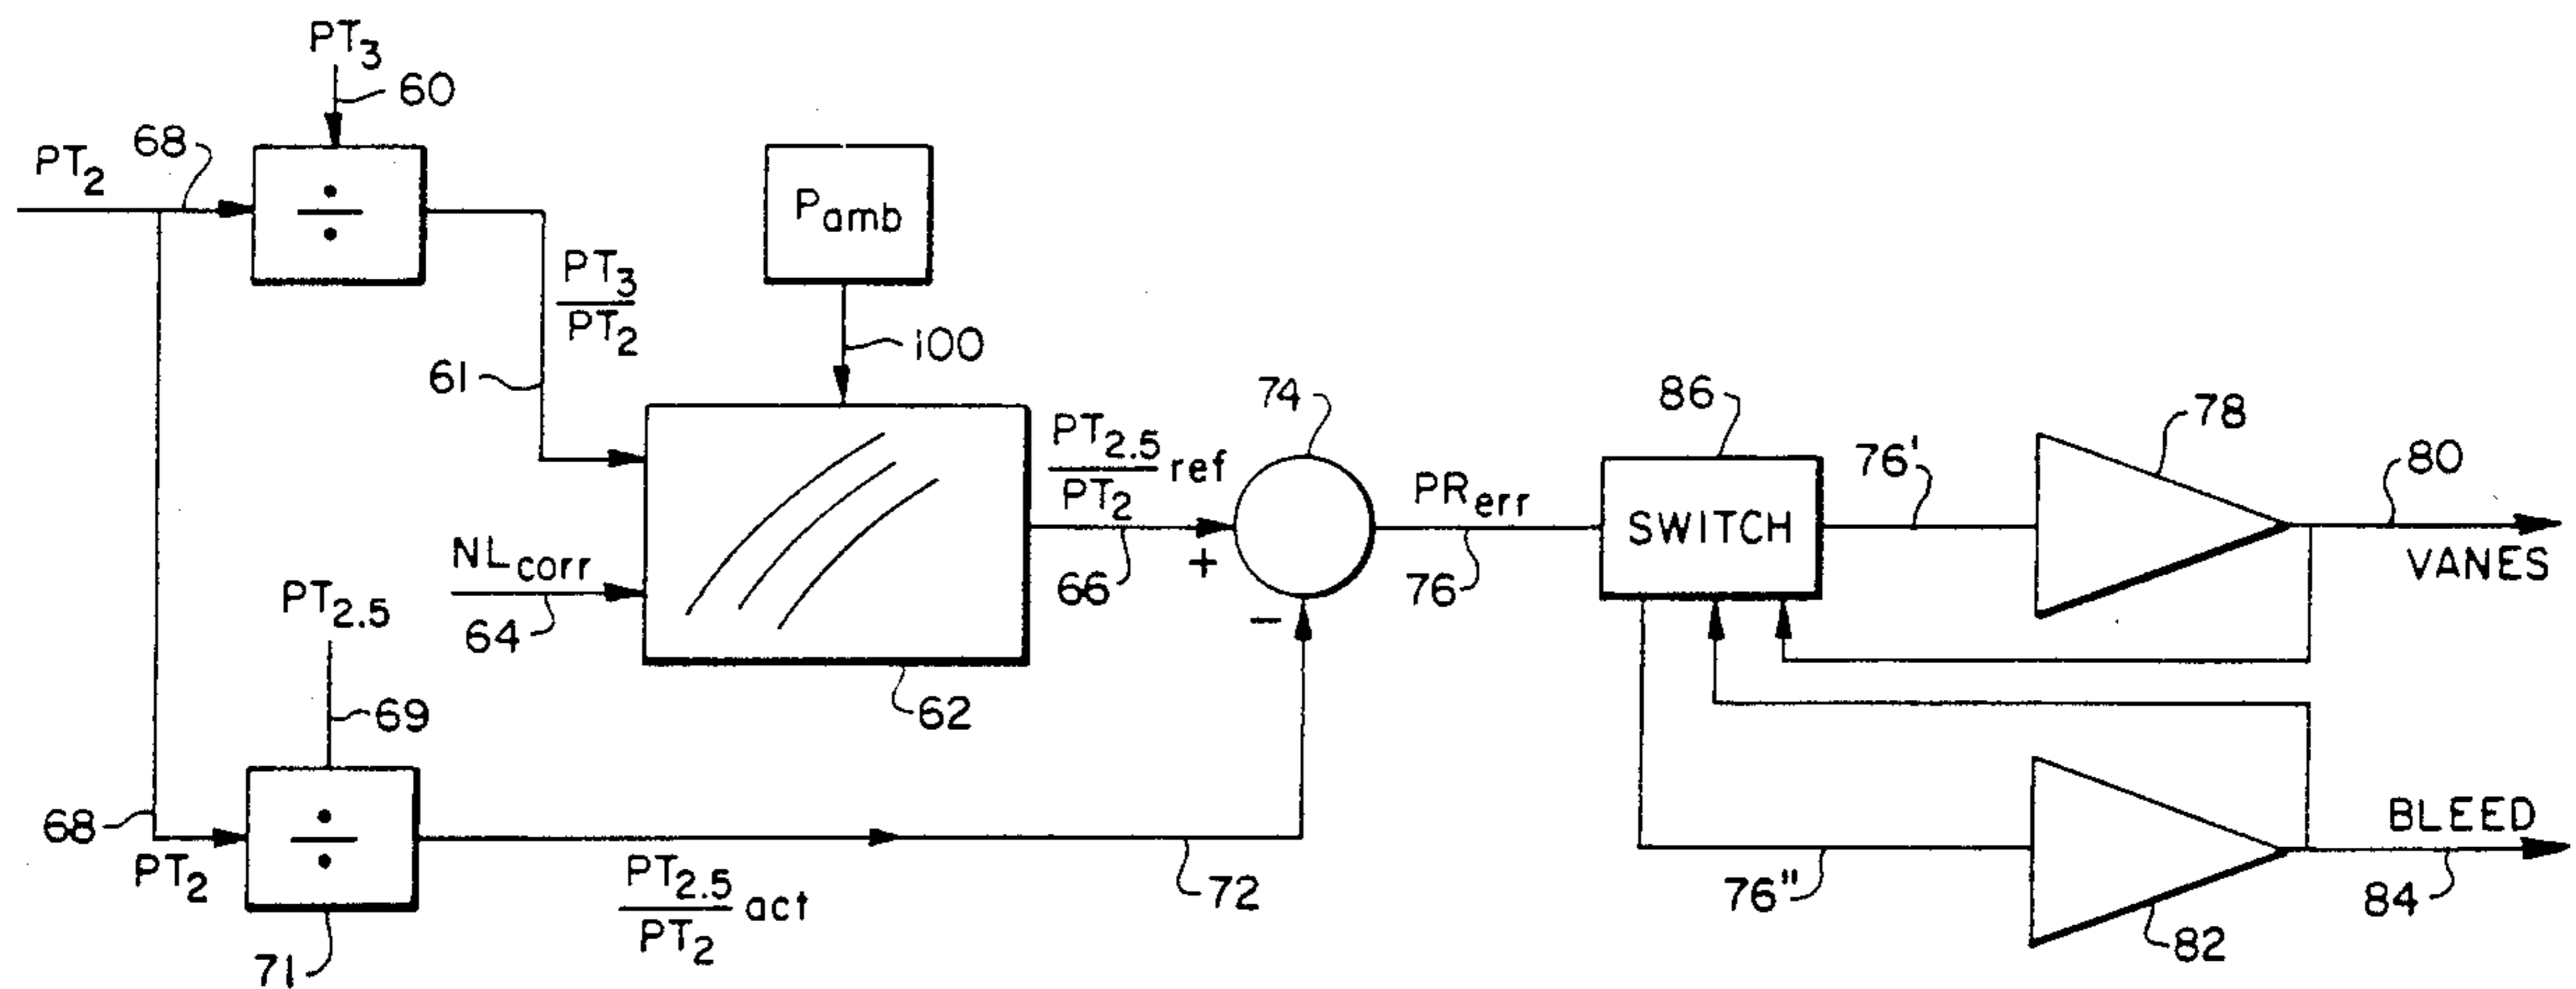 PT3
60
PT2
68
÷
Pamb
PT3
PT2
61
100
74
86
78
PT2.5
PT2
ref
76'
80
PRerr
SWITCH
VANES
NLcorr
+
66
76
64
PT2.5
−
69
62
68
÷
BLEED
PT2
PT2.5
PT2
act
72
76"
84
71
82